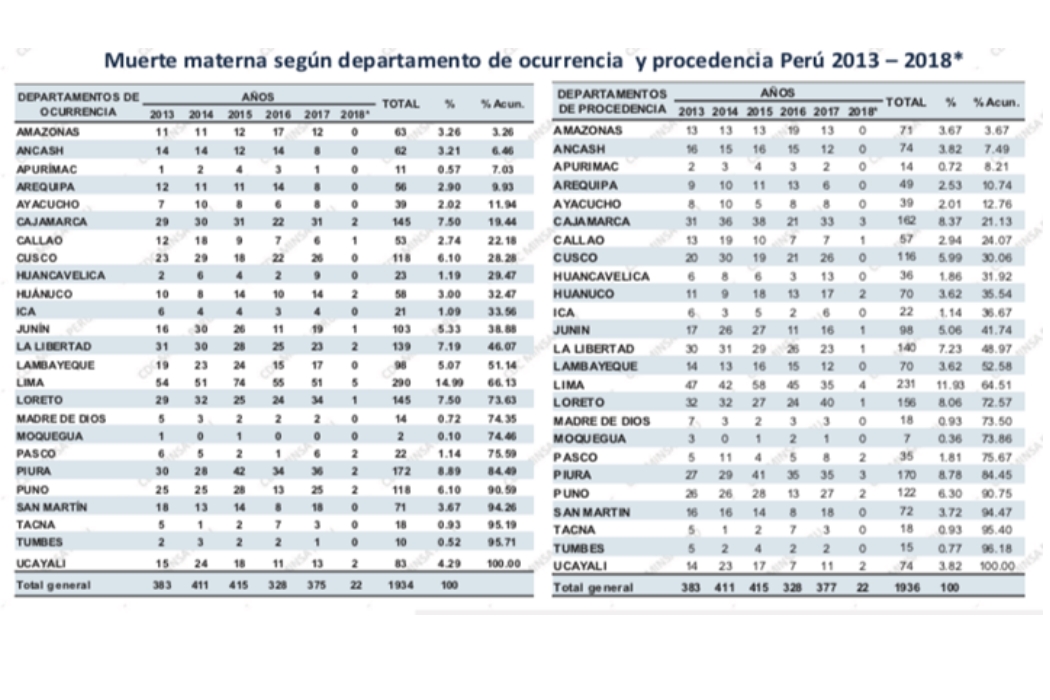 Muerte materna según departamento de ocurrencia y procedencia Perú 2013 – 2018*
DEPARTAMENTOS DE OCURRENCIA AÑOS TOTAL % % Acun.
2013 2014 2015 2016 2017 2018*
AMAZONAS 11 11 12 17 12 0 63 3.26 3.26
ANCASH 14 14 12 14 8 0 62 3.21 6.46
APURÍMAC 1 2 4 3 1 0 11 0.57 7.03
AREQUIPA 12 11 11 14 8 0 56 2.90 9.93
AYACUCHO 7 10 8 6 8 0 39 2.02 11.94
CAJAMARCA 29 30 31 22 31 2 145 7.50 19.44
CALLAO 12 18 9 7 6 1 53 2.74 22.18
CUSCO 23 29 18 22 26 0 118 6.10 28.28
HUANCAVELICA 2 6 4 2 9 0 23 1.19 29.47
HUÁNUCO 10 8 14 10 14 2 58 3.00 32.47
ICA 6 4 4 3 4 0 21 1.09 33.56
JUNÍN 16 30 26 11 19 1 103 5.33 38.88
LA LIBERTAD 31 30 28 25 23 2 139 7.19 46.07
LAMBAYEQUE 19 23 24 15 17 0 98 5.07 51.14
LIMA 54 51 74 55 51 5 290 14.99 66.13
LORETO 29 32 25 24 34 1 145 7.50 73.63
MADRE DE DIOS 5 3 2 2 2 0 14 0.72 74.35
MOQUEGUA 1 0 1 0 0 0 2 0.10 74.46
PASCO 6 5 2 1 6 2 22 1.14 75.59
PIURA 30 28 42 34 36 2 172 8.89 84.49
PUNO 25 25 28 13 25 2 118 6.10 90.59
SAN MARTÍN 18 13 14 8 18 0 71 3.67 94.26
TACNA 5 1 2 7 3 0 18 0.93 95.19
TUMBES 2 3 2 2 1 0 10 0.52 95.71
UCAYALI 15 24 18 11 13 2 83 4.29 100.00
Total general 383 411 415 328 375 22 1934 100
DEPARTAMENTOS DE PROCEDENCIA AÑOS TOTAL % % Acun.
2013 2014 2015 2016 2017 2018*
AMAZONAS 13 13 13 19 13 0 71 3.67 3.67
ANCASH 16 15 16 15 12 0 74 3.82 7.49
APURIMAC 2 3 4 3 2 0 14 0.72 8.21
AREQUIPA 9 10 11 13 6 0 49 2.53 10.74
AYACUCHO 8 10 5 8 8 0 39 2.01 12.76
CAJAMARCA 31 36 38 21 33 3 162 8.37 21.13
CALLAO 13 19 10 7 7 1 57 2.94 24.07
CUSCO 20 30 19 21 26 0 116 5.99 30.06
HUANCAVELICA 6 8 6 3 13 0 36 1.86 31.92
HUANUCO 11 9 18 13 17 2 70 3.62 35.54
ICA 6 3 5 2 6 0 22 1.14 36.67
JUNIN 17 26 27 11 16 1 98 5.06 41.74
LA LIBERTAD 30 31 29 26 23 1 140 7.23 48.97
LAMBAYEQUE 14 13 16 15 12 0 70 3.62 52.58
LIMA 47 42 58 45 35 4 231 11.93 64.51
LORETO 32 32 27 24 40 1 156 8.06 72.57
MADRE DE DIOS 7 3 2 3 3 0 18 0.93 73.50
MOQUEGUA 3 0 1 2 1 0 7 0.36 73.86
PASCO 5 11 4 5 8 2 35 1.81 75.67
PIURA 27 29 41 35 35 3 170 8.78 84.45
PUNO 26 26 28 13 27 2 122 6.30 90.75
SAN MARTIN 16 16 14 8 18 0 72 3.72 94.47
TACNA 5 1 2 7 3 0 18 0.93 95.40
TUMBES 5 2 4 2 2 0 15 0.77 96.18
UCAYALI 14 23 17 7 11 2 74 3.82 100.00
Total general 383 411 415 328 377 22 1936 100